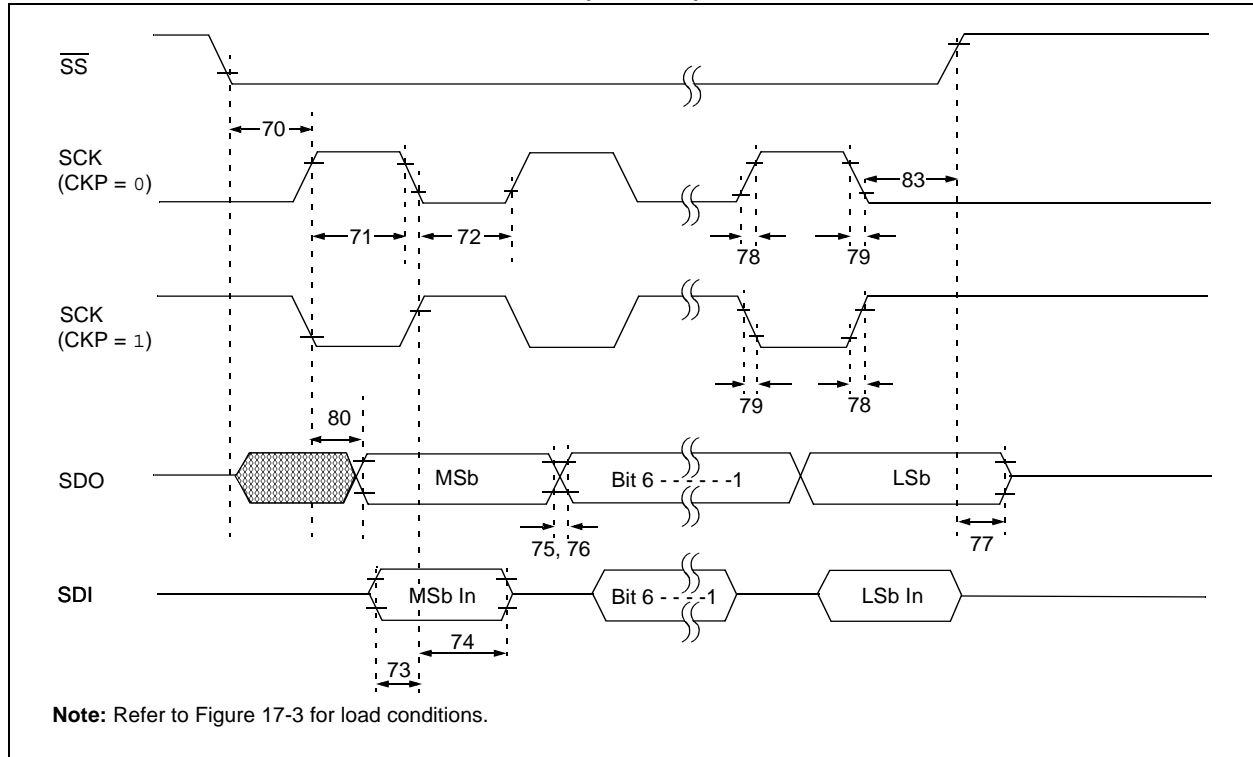 SS
70
SCK
(CKP = 0)
83
71
72
78
79
SCK
(CKP = 1)
79
78
80
SDO
MSb
Bit 6 - - - - - -1
LSb
75, 76
77
SDI
MSb In
Bit 6 - - - -1
LSb In
74
73
Note: Refer to Figure 17-3 for load conditions.